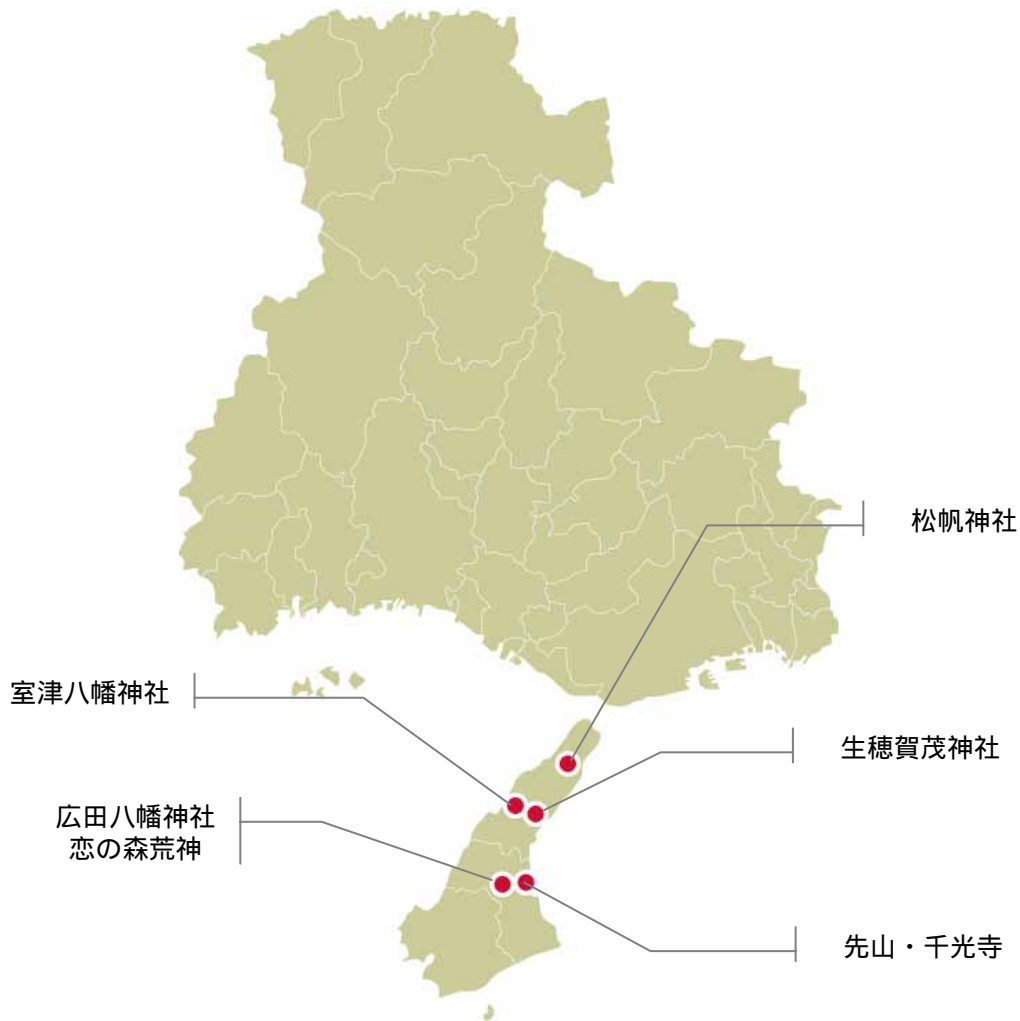 松帆神社
室津八幡神社
生穂賀茂神社
広田八幡神社
恋の森荒神
先山・千光寺